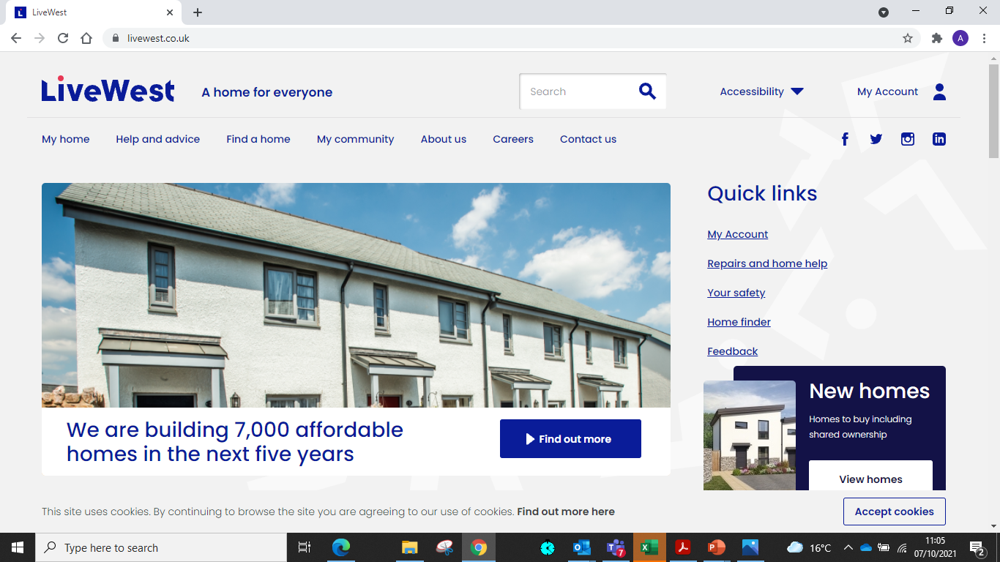 LiveWest
livewest.co.uk
A
LiveWest
A home for everyone
Search
Accessibility
My Account
My home
Help and advice
Find a home
My community
About us
Careers
Contact us
Quick links
My Account
Repairs and home help
Your safety
Home finder
Feedback
We are building 7,000 affordable
homes in the next five years
Find out more
New homes
Homes to buy including
shared ownership
View homes
This site uses cookies. By continuing to browse the site you are agreeing to our use of cookies. Find out more here
Accept cookies
Type here to search
7
16°C
11:05
07/10/2021
2